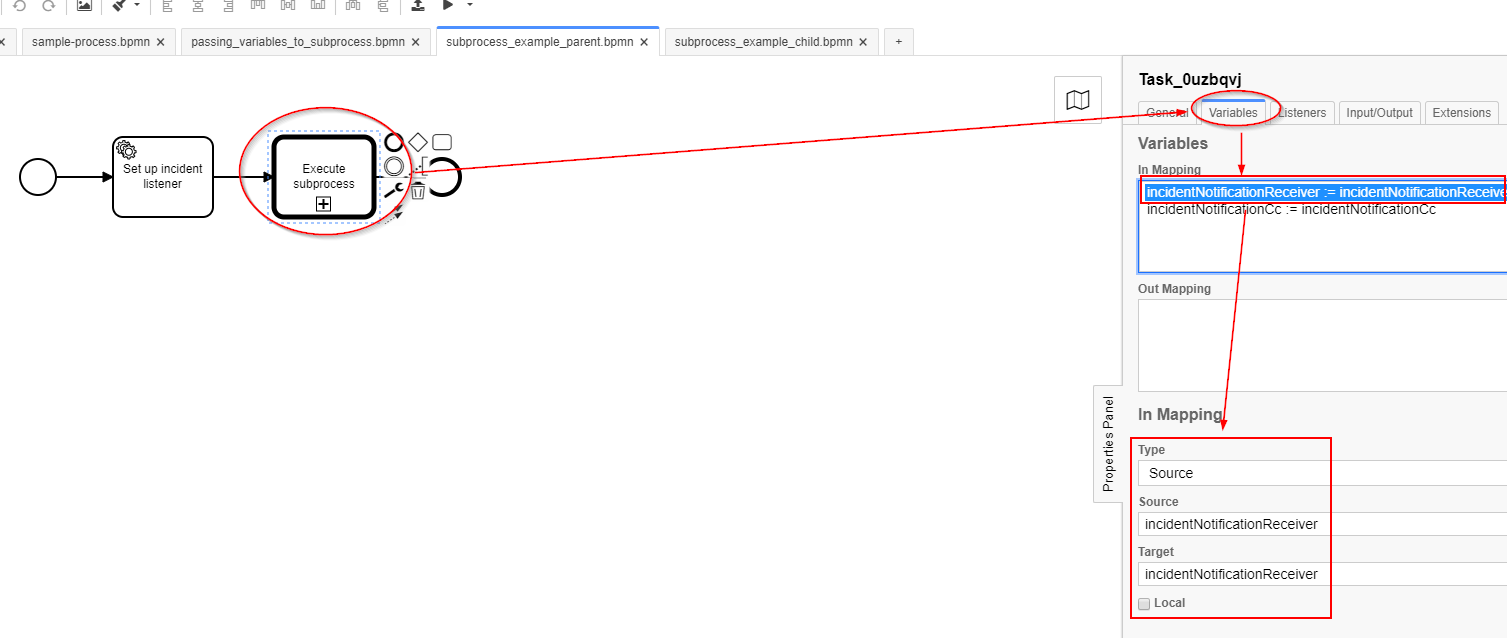 sample-process.bpmn
passing_variables_to_subprocess.bpmn
subprocess_example_parent.bpmn
subprocess_example_child.bpmn
+
Task_0uzbqvj
General
Variables
Listeners
Input/Output
Extensions
Variables
In Mapping
incidentNotificationReceiver := incidentNotificationReceive
incidentNotificationCc := incidentNotificationCc
Out Mapping
Set up incident
listener
Execute
subprocess
Properties Panel
In Mapping
Type
Source
Source
incidentNotificationReceiver
Target
incidentNotificationReceiver
Local